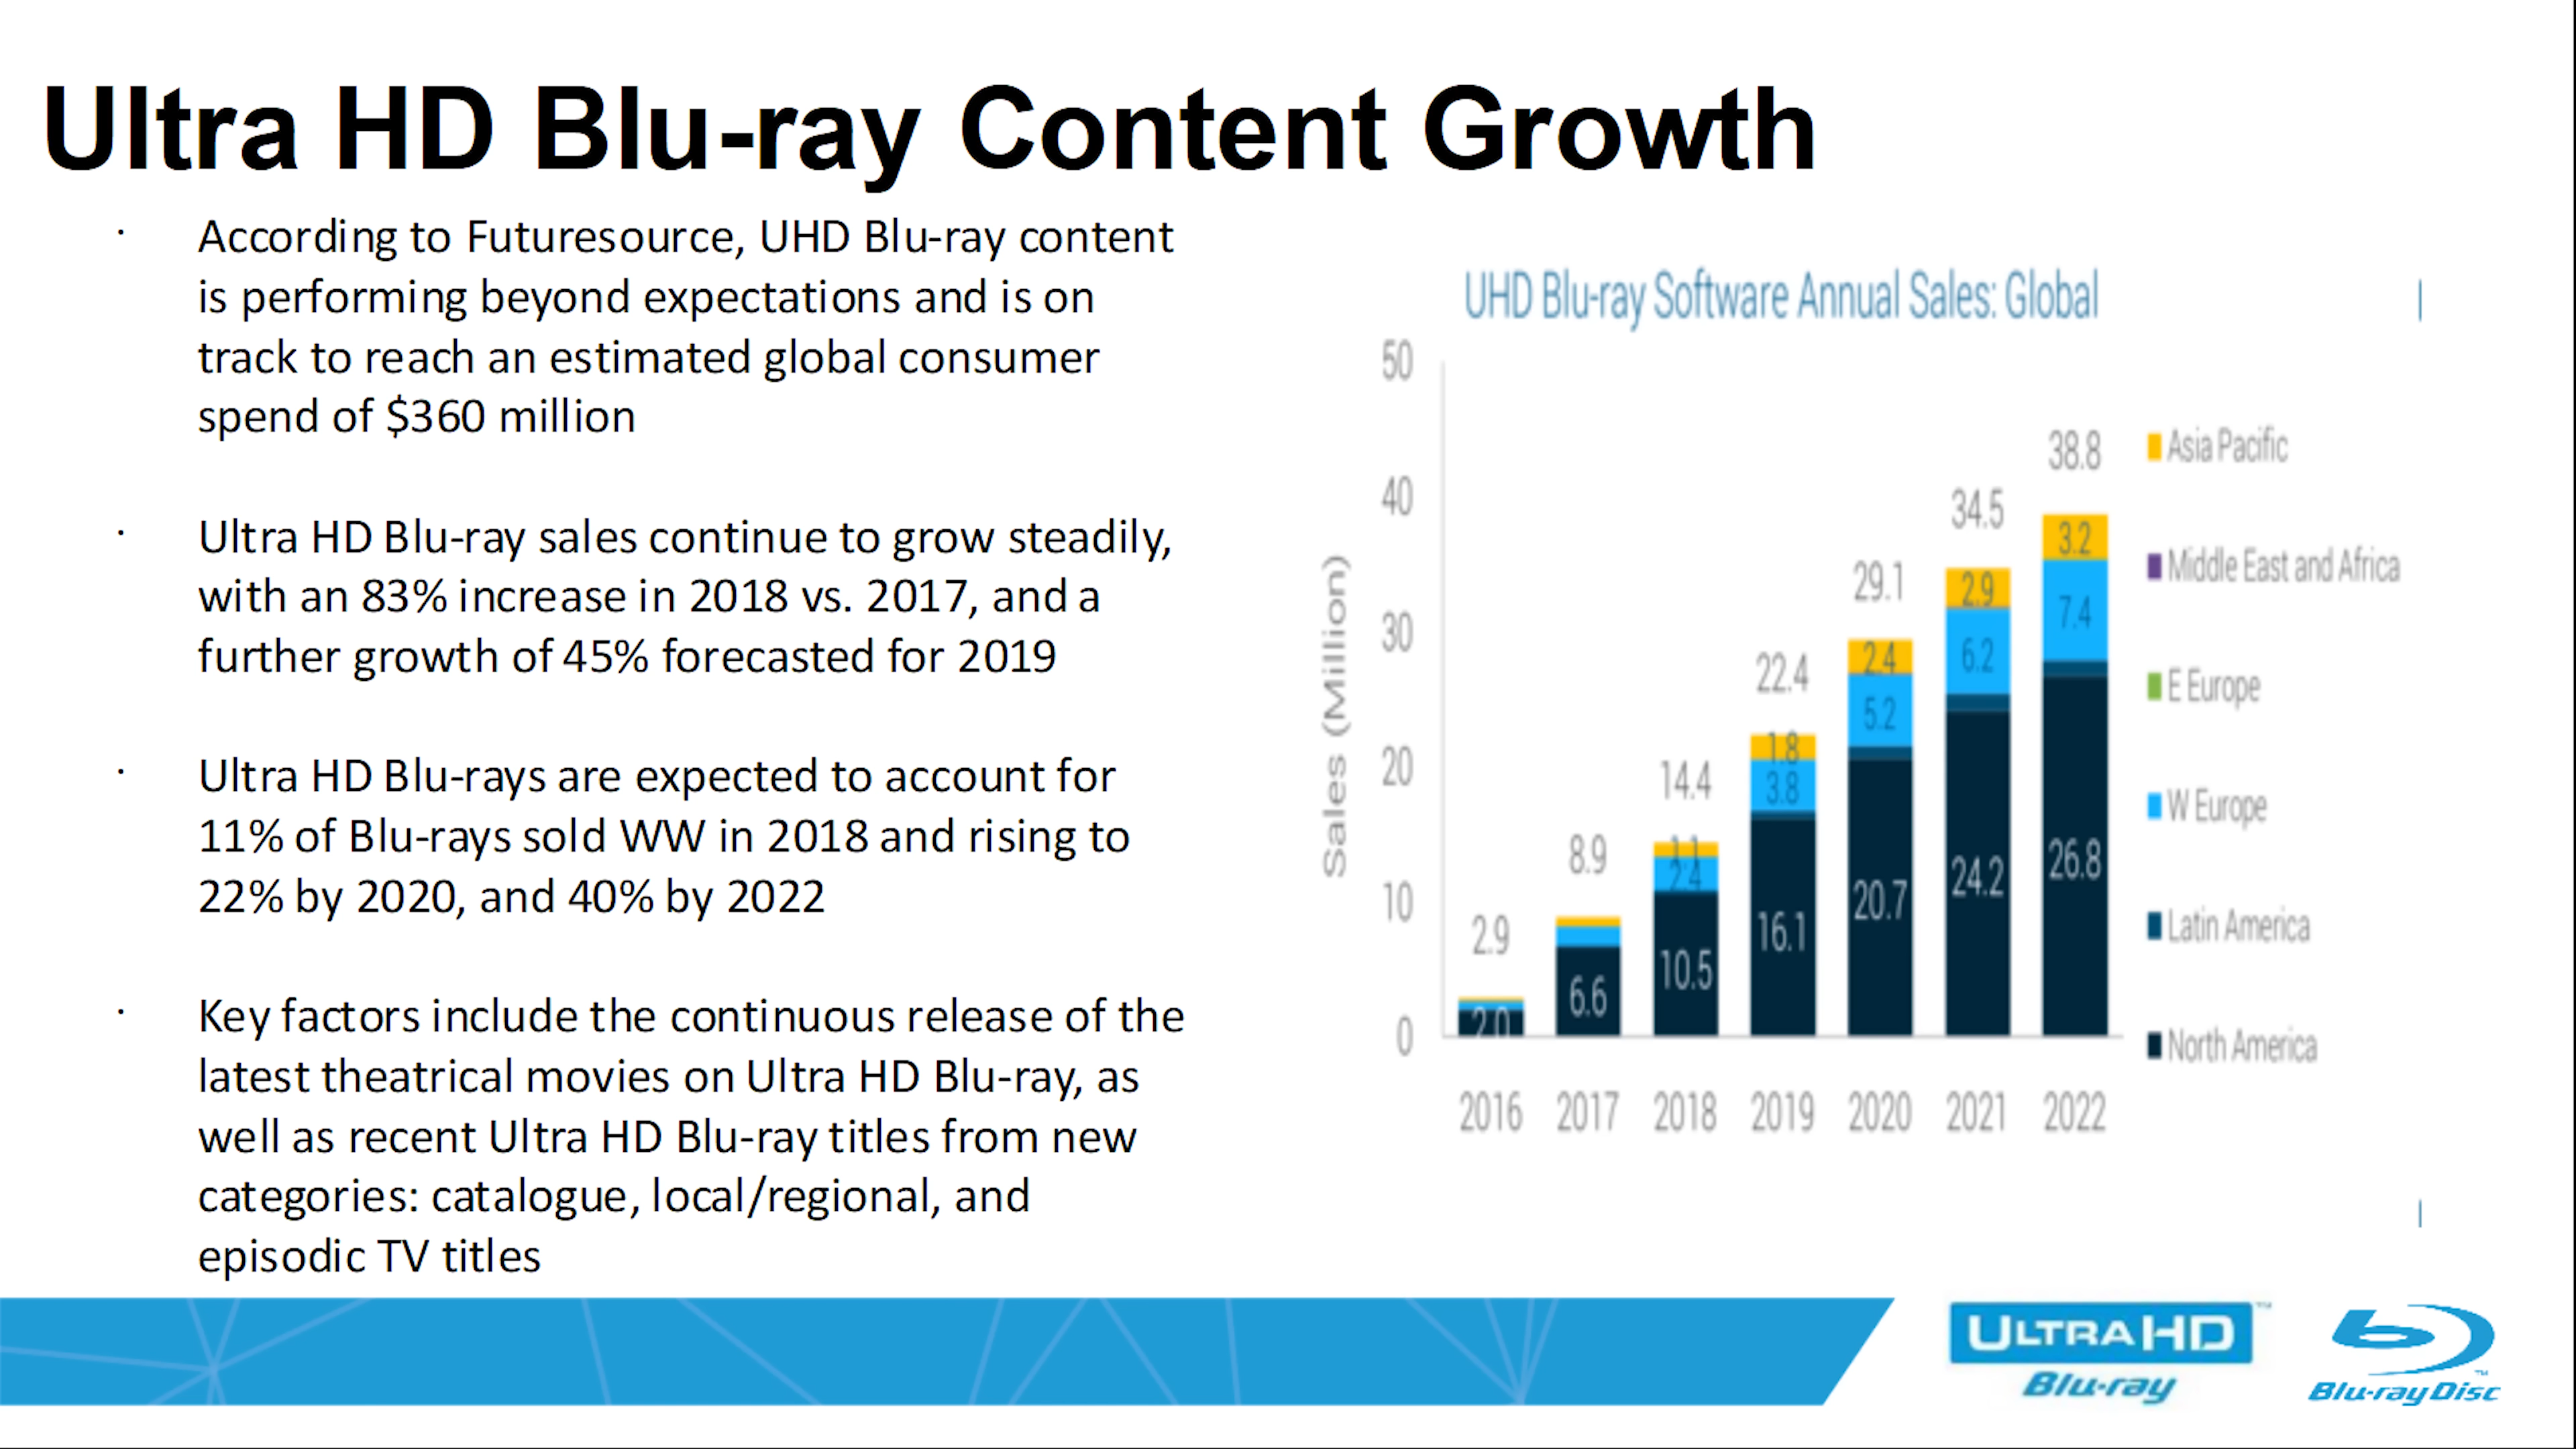 Ultra HD Blu-ray Content Growth
· According to Futuresource, UHD Blu-ray content
is performing beyond expectations and is on
track to reach an estimated global consumer
spend of $360 million
· Ultra HD Blu-ray sales continue to grow steadily,
with an 83% increase in 2018 vs. 2017, and a
further growth of 45% forecasted for 2019
· Ultra HD Blu-rays are expected to account for
11% of Blu-rays sold WW in 2018 and rising to
22% by 2020, and 40% by 2022
· Key factors include the continuous release of the
latest theatrical movies on Ultra HD Blu-ray, as
well as recent Ultra HD Blu-ray titles from new
categories: catalogue, local/regional, and
episodic TV titles
UHD Blu-ray Software Annual Sales: Global
Sales (Million)
50
40
30
20
10
0
2.9
2.0
8.9
6.6
14.4
1.1
2.4
10.5
22.4
1.8
3.8
16.1
29.1
2.4
5.2
20.7
34.5
2.9
6.2
24.2
38.8
3.2
7.4
26.8
2016 2017 2018 2019 2020 2021 2022
Asia Pacific
Middle East and Africa
E Europe
W Europe
Latin America
North America
ULTRA HD ™
Blu-ray
Blu-ray Disc ™